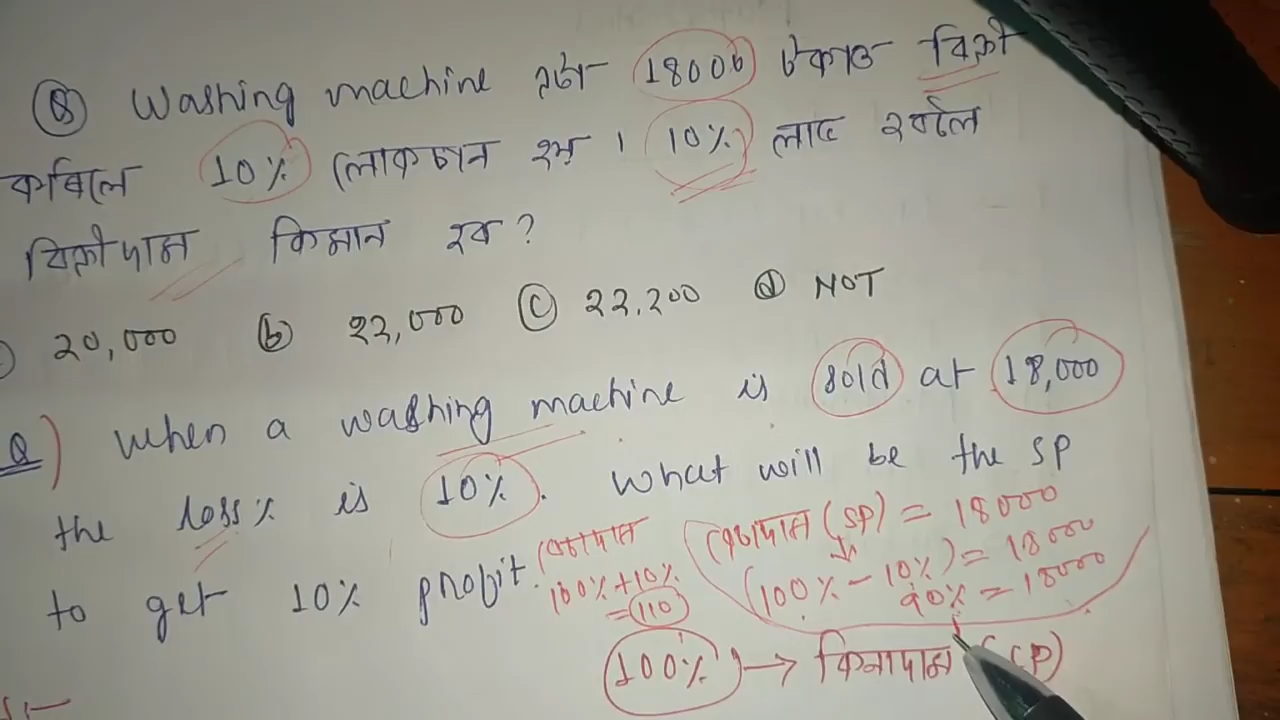 Ⓑ Washing machine এটা 18000 টকাত বিক্ৰী
কৰিলে 10% লোকচান হয়। 10% লাভ হবলৈ
বিক্ৰীদাম কিমান হব?
20,000 ⓑ 22,000 ⓒ 22,200 ⓓ NOT
Q) When a washing machine is sold at 18,000
the loss% is 10%. What will be the SP
to get 10% profit.
বেচাদাম
100% + 10%
= 110
বেচাদাম (SP) = 18000
(100% - 10%) = 18000
90% = 18000
100% → কিনাদাম (CP)